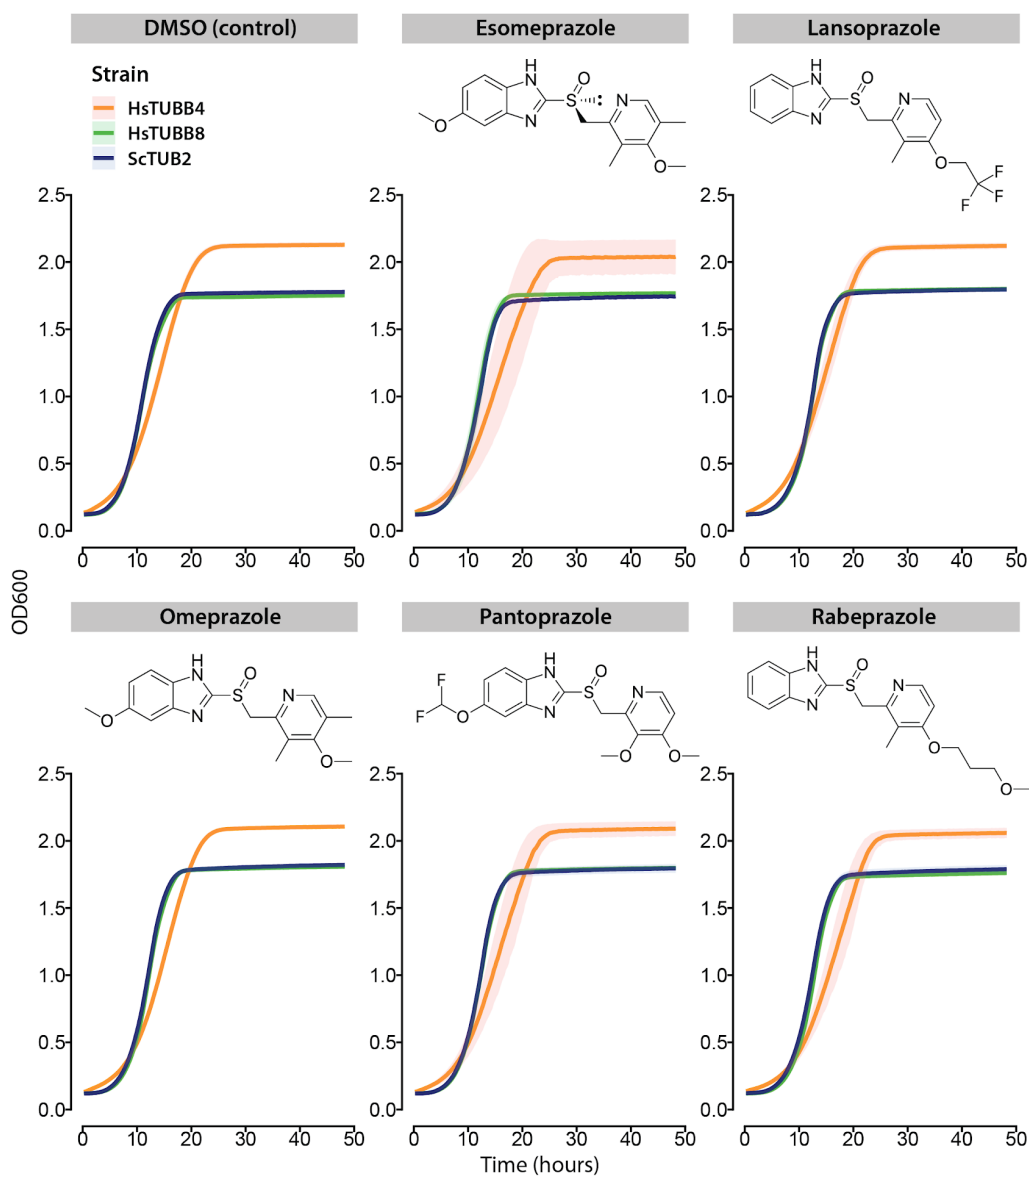 DMSO (control)
Esomeprazole
Lansoprazole
Strain
HsTUBB4
HsTUBB8
ScTUB2
H
N
N
O
S
N
O
O
H
N
N
O
S
N
O
F
F
F
2.5
2.0
1.5
1.0
0.5
0.0
0 10 20 30 40 50
2.5
2.0
1.5
1.0
0.5
0.0
0 10 20 30 40 50
2.5
2.0
1.5
1.0
0.5
0.0
0 10 20 30 40 50
OD600
Omeprazole
Pantoprazole
Rabeprazole
H
N
N
O
S
N
O
O
H
N
N
O
S
N
F
F
O
O
O
H
N
N
O
S
N
O
O
2.5
2.0
1.5
1.0
0.5
0.0
0 10 20 30 40 50
2.5
2.0
1.5
1.0
0.5
0.0
0 10 20 30 40 50
2.5
2.0
1.5
1.0
0.5
0.0
0 10 20 30 40 50
Time (hours)